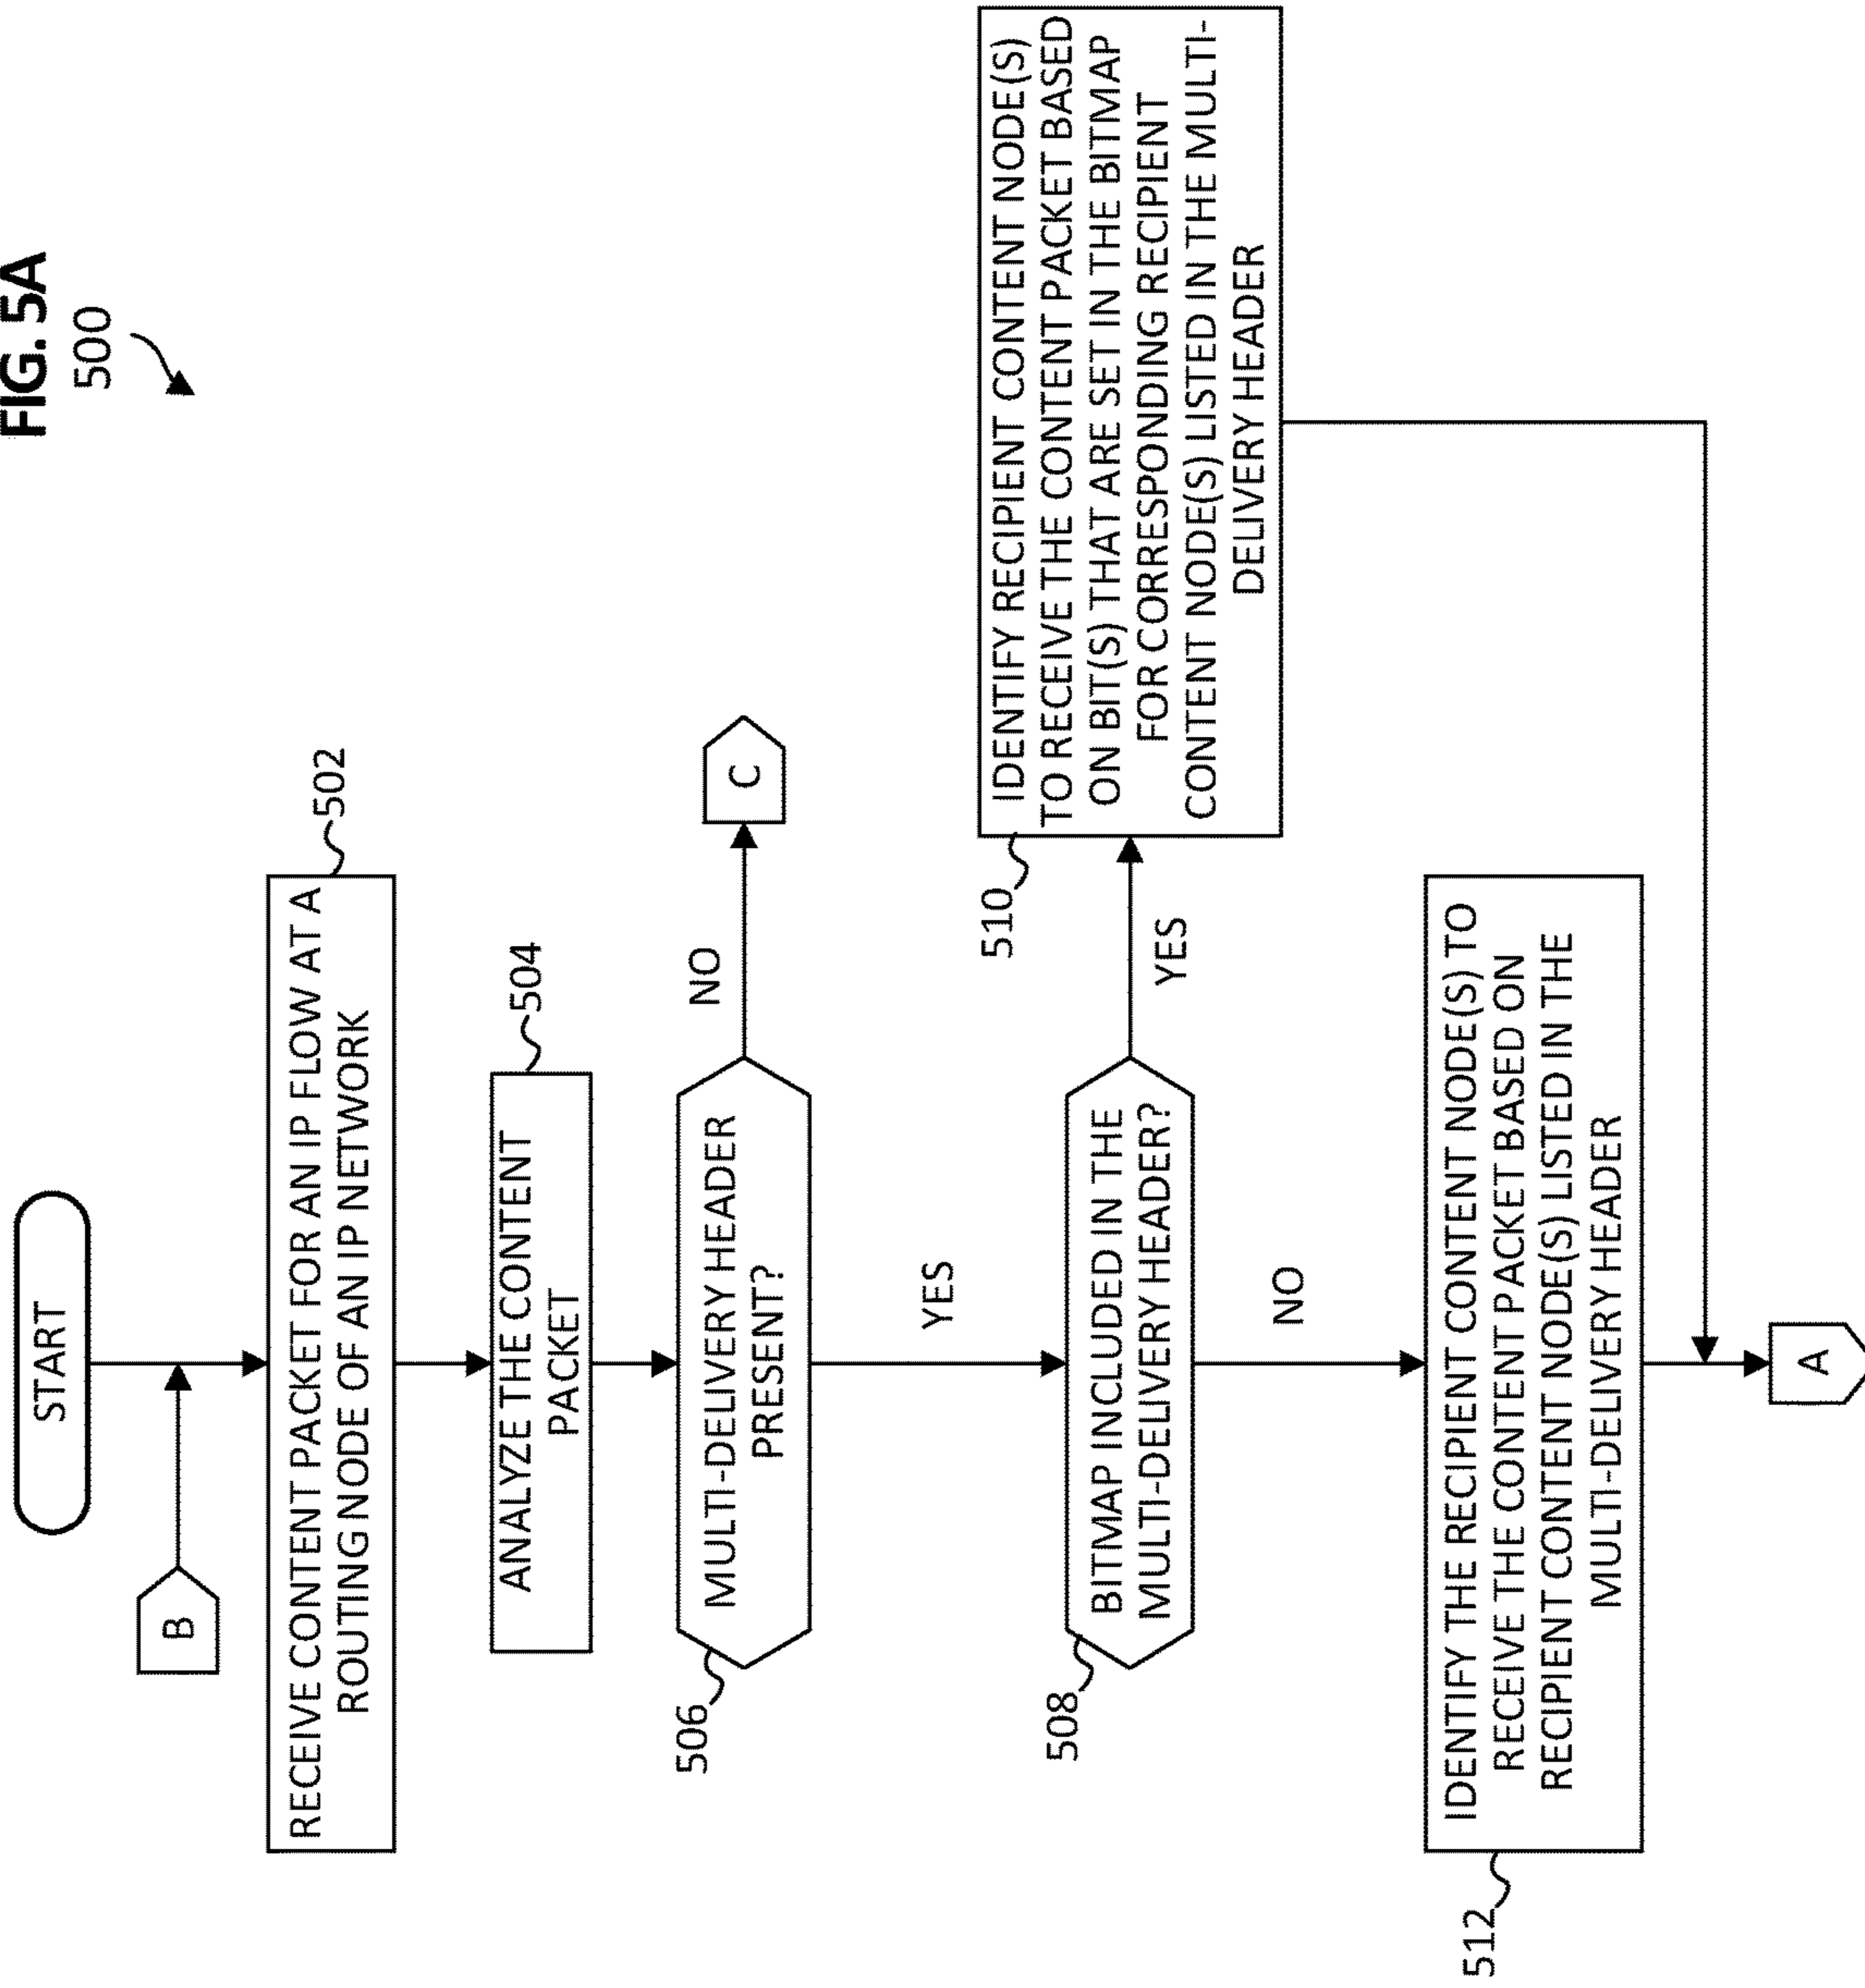 FIG. 5A
500
START
B
RECEIVE CONTENT PACKET FOR AN IP FLOW AT A
ROUTING NODE OF AN IP NETWORK
502
ANALYZE THE CONTENT
PACKET
504
MULTI-DELIVERY HEADER
PRESENT?
506
NO
C
YES
BITMAP INCLUDED IN THE
MULTI-DELIVERY HEADER?
508
YES
510
IDENTIFY RECIPIENT CONTENT NODE(S)
TO RECEIVE THE CONTENT PACKET BASED
ON BIT(S) THAT ARE SET IN THE BITMAP
FOR CORRESPONDING RECIPIENT
CONTENT NODE(S) LISTED IN THE MULTI-
DELIVERY HEADER
NO
IDENTIFY THE RECIPIENT CONTENT NODE(S) TO
RECEIVE THE CONTENT PACKET BASED ON
RECIPIENT CONTENT NODE(S) LISTED IN THE
MULTI-DELIVERY HEADER
512
A